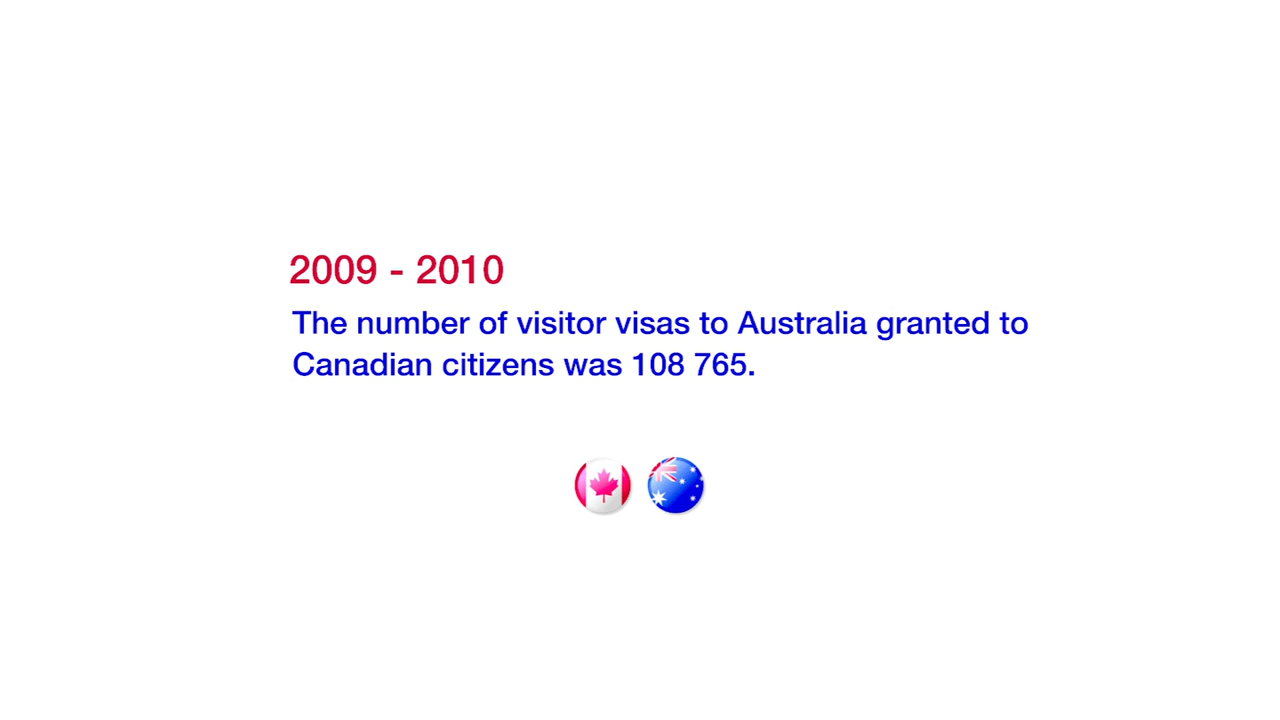 2009 - 2010
The number of visitor visas to Australia granted to
Canadian citizens was 108 765.